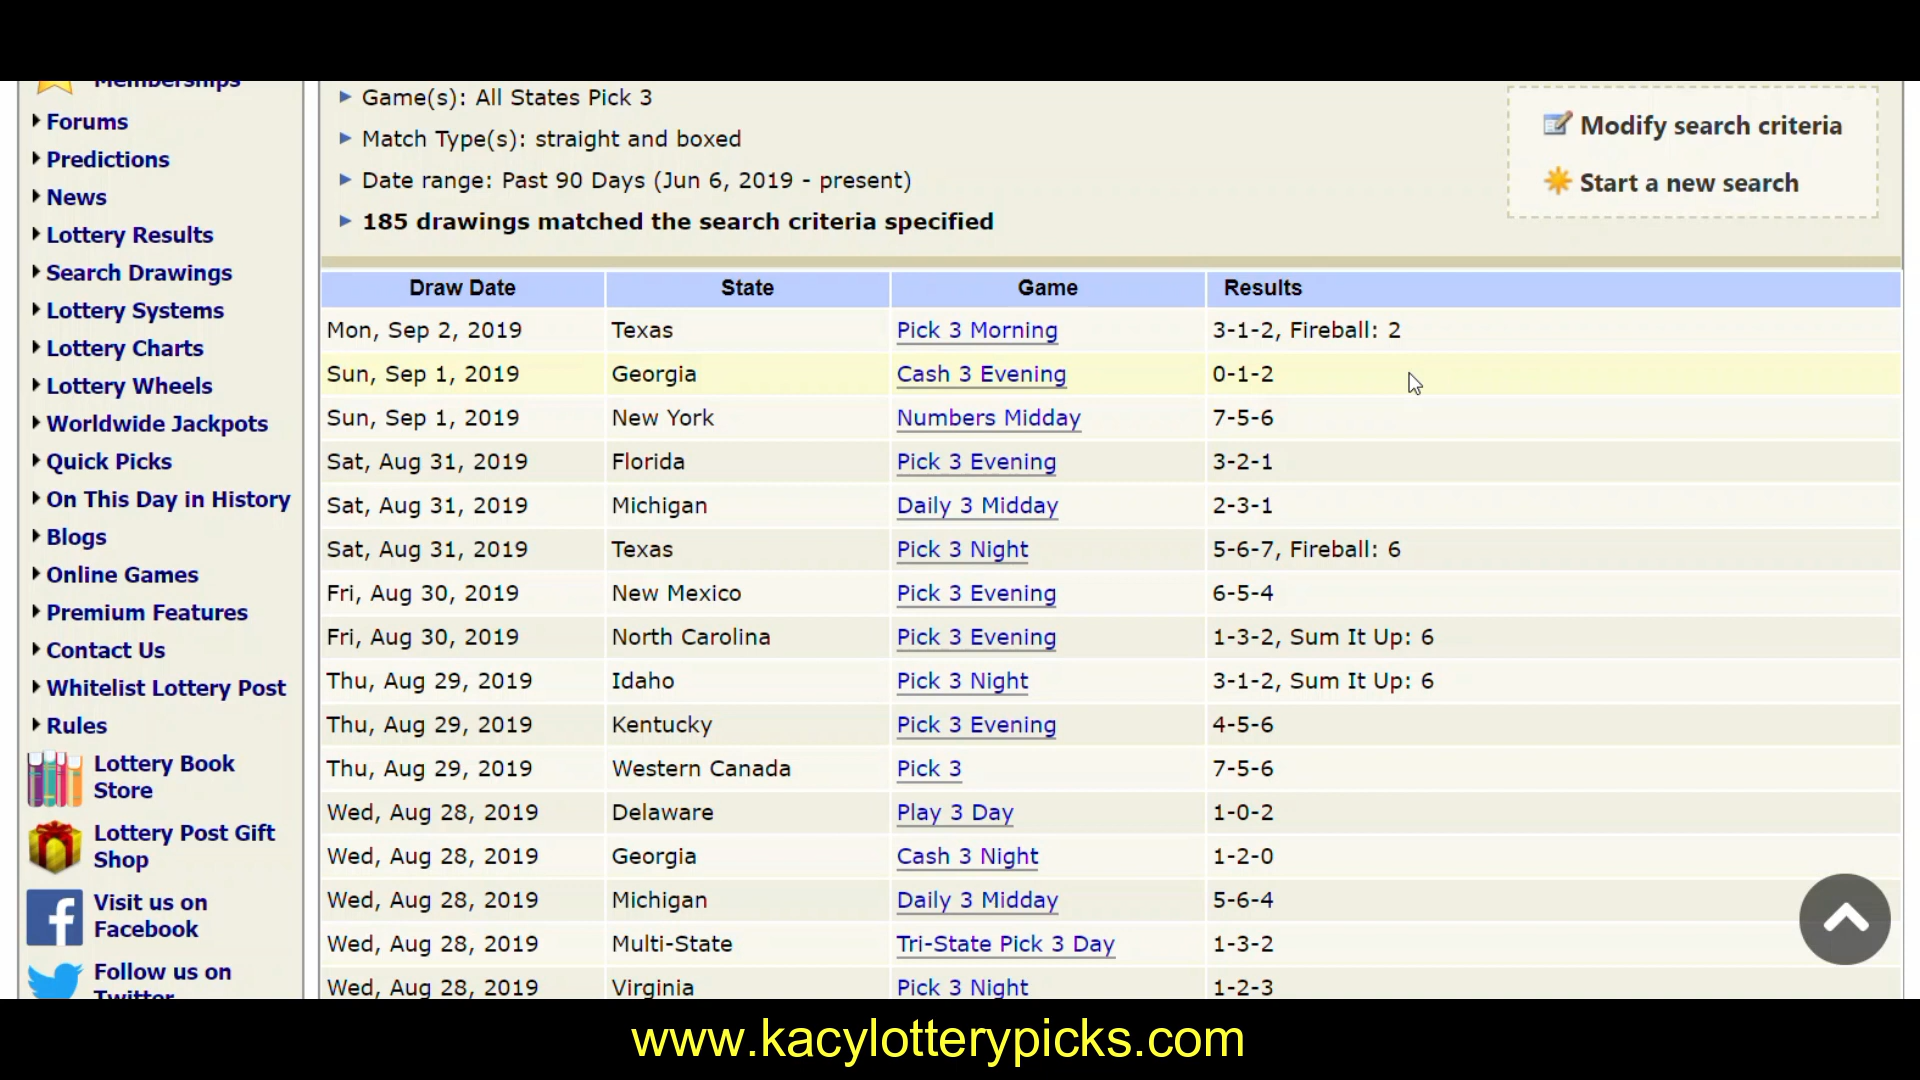 Memberships
Forums
Predictions
News
Lottery Results
Search Drawings
Lottery Systems
Lottery Charts
Lottery Wheels
Worldwide Jackpots
Quick Picks
On This Day in History
Blogs
Online Games
Premium Features
Contact Us
Whitelist Lottery Post
Rules
Lottery Book
Store
Lottery Post Gift
Shop
Visit us on
Facebook
Follow us on
Twitter
Game(s): All States Pick 3
Match Type(s): straight and boxed
Date range: Past 90 Days (Jun 6, 2019 - present)
185 drawings matched the search criteria specified
Modify search criteria
Start a new search
Draw Date State Game Results
Mon, Sep 2, 2019 Texas Pick 3 Morning 3-1-2, Fireball: 2
Sun, Sep 1, 2019 Georgia Cash 3 Evening 0-1-2
Sun, Sep 1, 2019 New York Numbers Midday 7-5-6
Sat, Aug 31, 2019 Florida Pick 3 Evening 3-2-1
Sat, Aug 31, 2019 Michigan Daily 3 Midday 2-3-1
Sat, Aug 31, 2019 Texas Pick 3 Night 5-6-7, Fireball: 6
Fri, Aug 30, 2019 New Mexico Pick 3 Evening 6-5-4
Fri, Aug 30, 2019 North Carolina Pick 3 Evening 1-3-2, Sum It Up: 6
Thu, Aug 29, 2019 Idaho Pick 3 Night 3-1-2, Sum It Up: 6
Thu, Aug 29, 2019 Kentucky Pick 3 Evening 4-5-6
Thu, Aug 29, 2019 Western Canada Pick 3 7-5-6
Wed, Aug 28, 2019 Delaware Play 3 Day 1-0-2
Wed, Aug 28, 2019 Georgia Cash 3 Night 1-2-0
Wed, Aug 28, 2019 Michigan Daily 3 Midday 5-6-4
Wed, Aug 28, 2019 Multi-State Tri-State Pick 3 Day 1-3-2
Wed, Aug 28, 2019 Virginia Pick 3 Night 1-2-3
www.kacylotterypicks.com